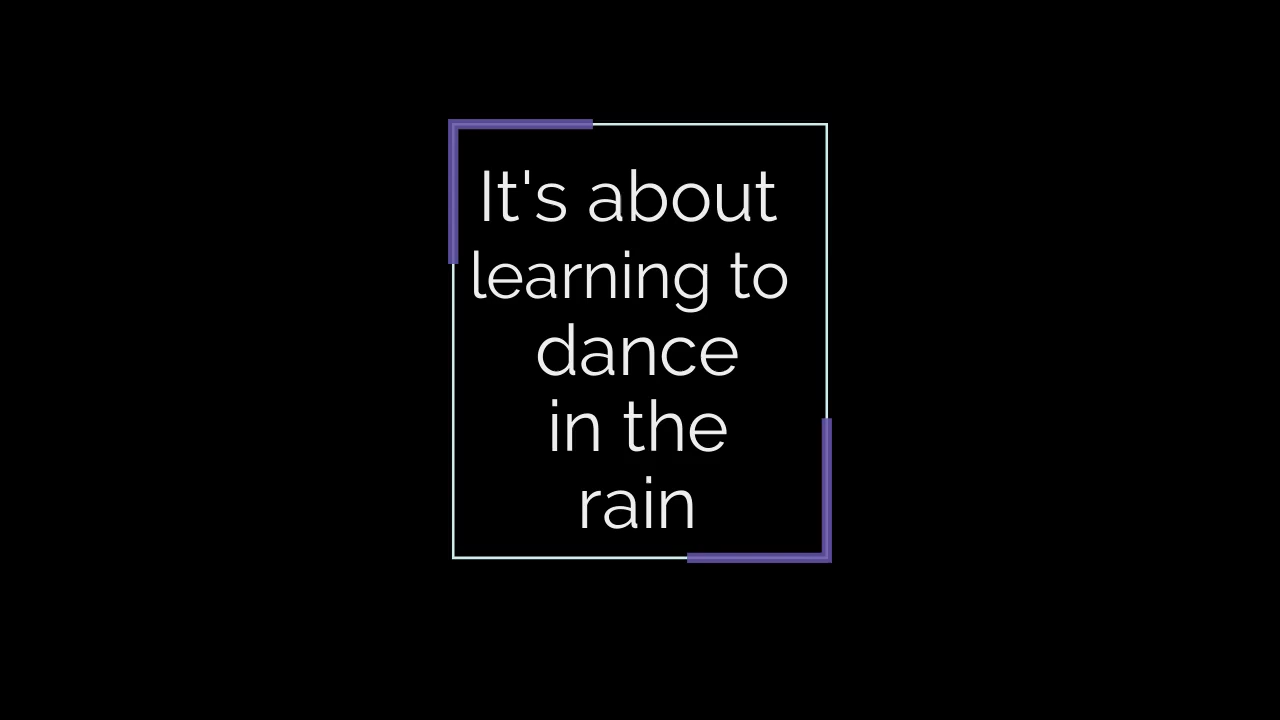 It's about
learning to
dance
in the
rain